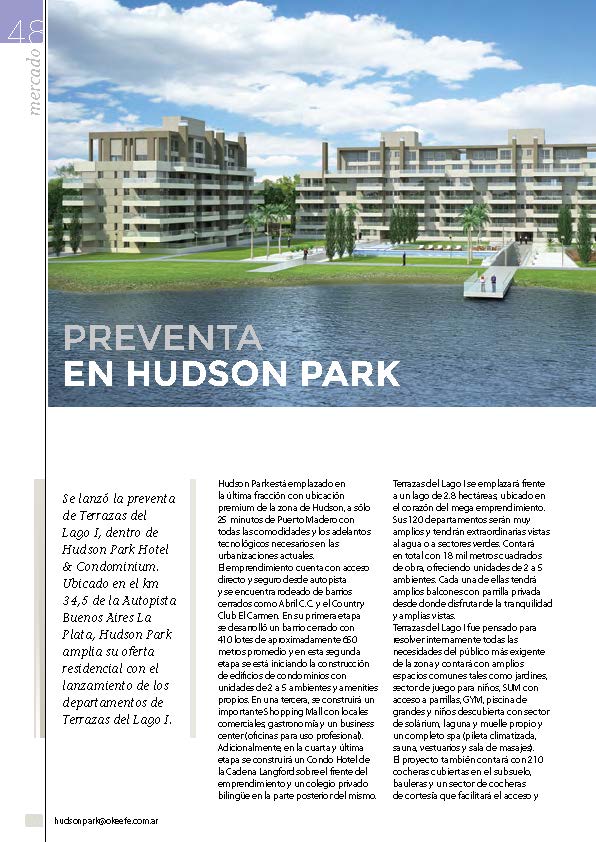 48
mercado
PREVENTA
EN HUDSON PARK
Se lanzó la preventa
de Terrazas del
Lago I, dentro de
Hudson Park Hotel
& Condominium.
Ubicado en el km
34,5 de la Autopista
Buenos Aires La
Plata, Hudson Park
amplia su oferta
residencial con el
lanzamiento de los
departamentos de
Terrazas del Lago I.
Hudson Park está emplazado en
la última fracción con ubicación
premium de la zona de Hudson, a sólo
25 minutos de Puerto Madero con
todas las comodidades y los adelantos
tecnológicos necesarios en las
urbanizaciones actuales.
El emprendimiento cuenta con acceso
directo y seguro desde autopista
y se encuentra rodeado de barrios
cerrados como Abril C.C. y el Country
Club El Carmen. En su primera etapa
se desarrolló un barrio cerrado con
410 lotes de aproximadamente 650
metros promedio y en esta segunda
etapa se está iniciando la construcción
de edificios de condominios con
unidades de 2 a 5 ambientes y amenities
propios. En una tercera, se construirá un
importante Shopping Mall con locales
comerciales, gastronomía y un business
center (oficinas para uso profesional).
Adicionalmente, en la cuarta y última
etapa se construirá un Condo Hotel de
la Cadena Langford sobre el frente del
emprendimiento y un colegio privado
bilingüe en la parte posterior del mismo.
Terrazas del Lago I se emplazará frente
a un lago de 2.8 hectáreas, ubicado en
el corazón del mega emprendimiento.
Sus 120 departamentos serán muy
amplios y tendrán extraordinarias vistas
al agua o a sectores verdes. Contará
en total con 18 mil metros cuadrados
de obra, ofreciendo unidades de 2 a 5
ambientes. Cada una de ellas tendrá
amplios balcones con parrilla privada
desde donde disfrutar de la tranquilidad
y amplias vistas.
Terrazas del Lago I fue pensado para
resolver internamente todas las
necesidades del público más exigente
de la zona y contará con amplios
espacios comunes tales como jardines,
sector de juego para niños, SUM con
acceso a parrillas, GYM, piscina de
grandes y niños descubierta con sector
de solárium, laguna y muelle propio y
un completo spa (pileta climatizada,
sauna, vestuarios y sala de masajes).
El proyecto también contará con 210
cocheras cubiertas en el subsuelo,
bauleras y un sector de cocheras
de cortesía que facilitará el acceso y
hudsonpark@okeefe.com.ar